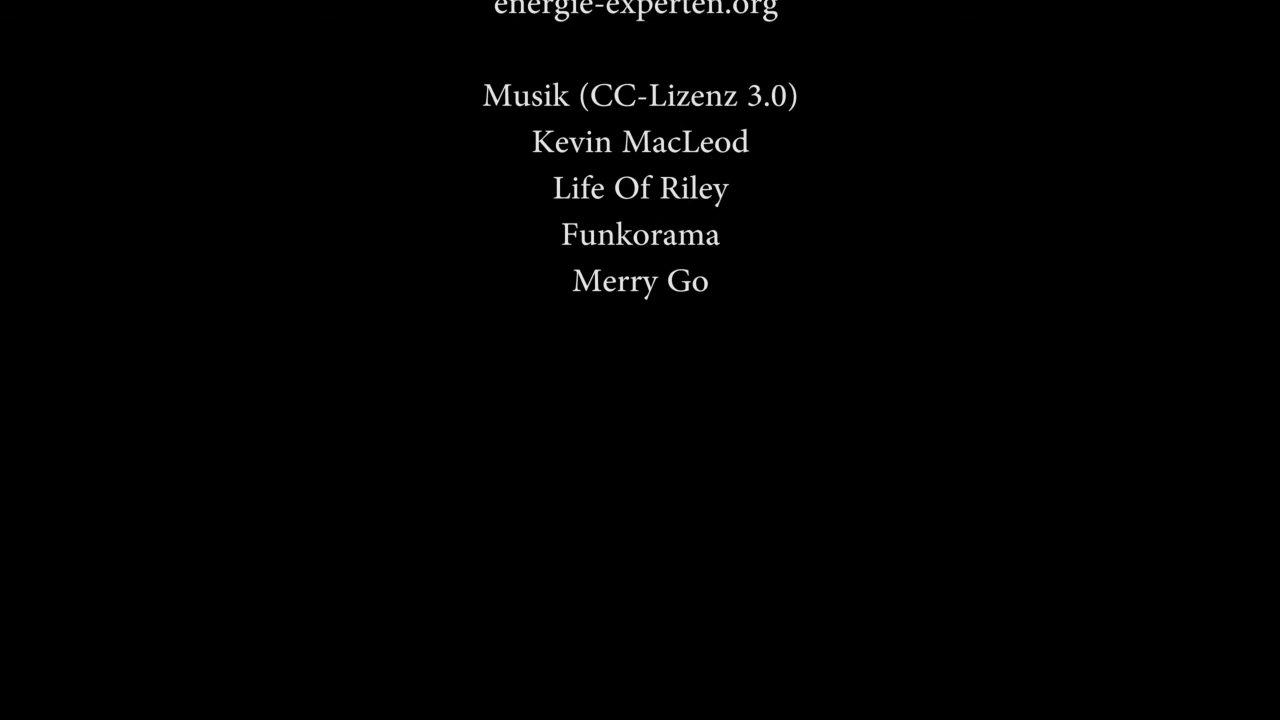 energie-experten.org
Musik (CC-Lizenz 3.0)
Kevin MacLeod
Life Of Riley
Funkorama
Merry Go